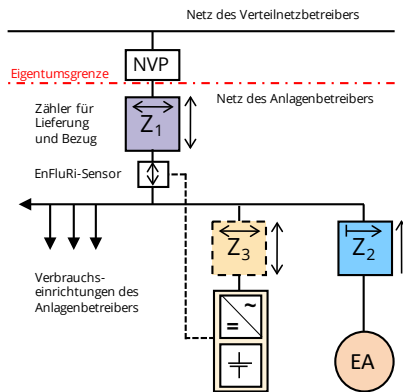 Netz des Verteilnetzbetreibers
NVP
Eigentumsgrenze
Zähler für
Lieferung
und Bezug
Z1
Netz des Anlagenbetreibers
EnFluRi-Sensor
Z3
Z2
Verbrauchs-
einrichtungen des
Anlagenbetreibers
~
=
EA